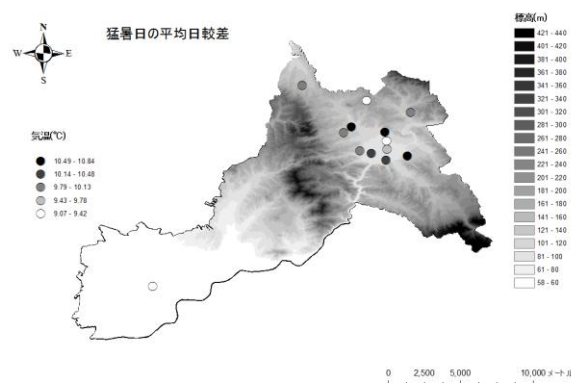 猛暑日の平均日較差
N
W E
S
気温(℃)
10.49 - 10.84
10.14 - 10.48
9.79 - 10.13
9.43 - 9.78
9.07 - 9.42
標高(m)
421 - 440
401 - 420
381 - 400
361 - 380
341 - 360
321 - 340
301 - 320
281 - 300
261 - 280
241 - 260
221 - 240
201 - 220
181 - 200
161 - 180
141 - 160
121 - 140
101 - 120
81 - 100
61 - 80
58 - 60
0 2,500 5,000 10,000 メートル